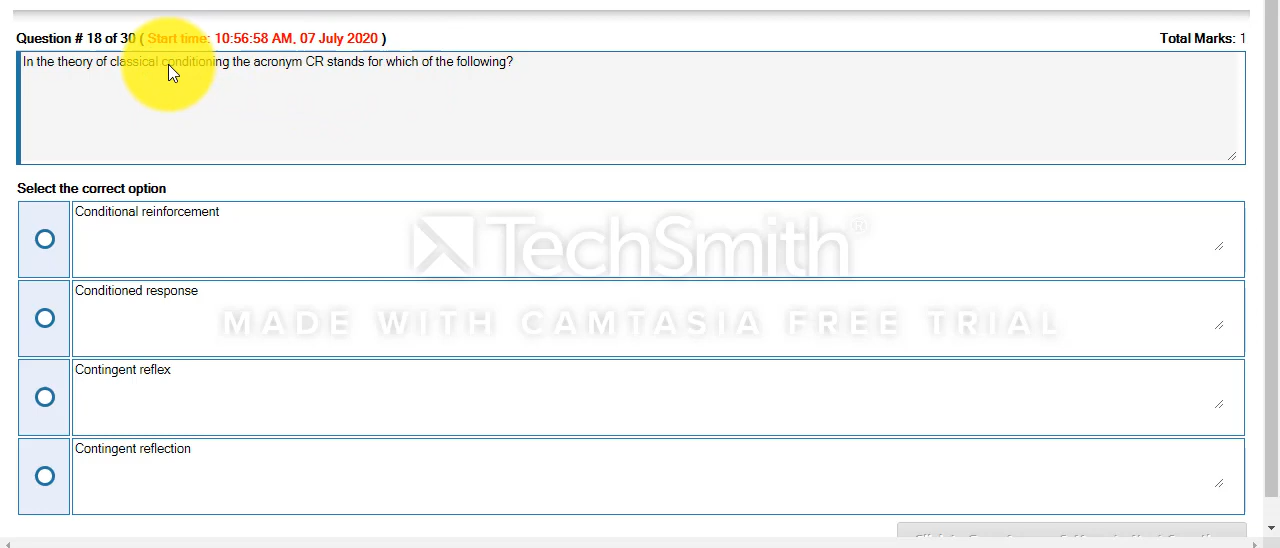 Question # 18 of 30 ( Start time: 10:56:58 AM, 07 July 2020 )
Total Marks: 1
In the theory of classical conditioning the acronym CR stands for which of the following?
Select the correct option
Conditional reinforcement
Conditioned response
Contingent reflex
Contingent reflection
TechSmith®
MADE WITH CAMTASIA FREE TRIAL